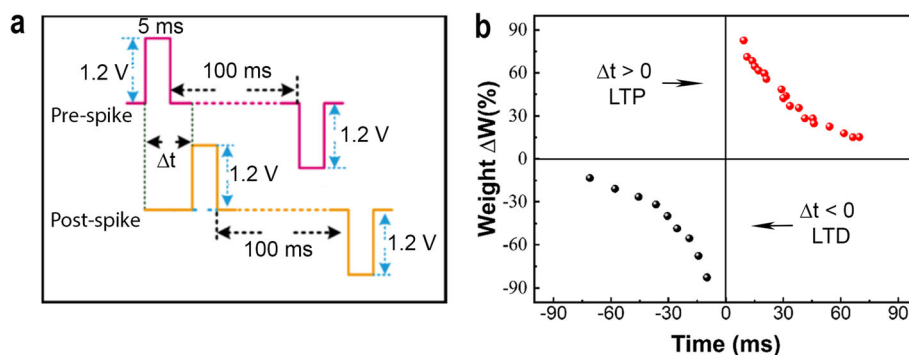 a
5 ms
1.2 V
100 ms
Pre-spike
1.2 V
Δt
1.2 V
Post-spike
100 ms
1.2 V
b
Weight ΔW(%)
90
60
30
0
-30
-60
-90
Δt > 0
LTP
Δt < 0
LTD
-90
-60
-30
0
30
60
90
Time (ms)